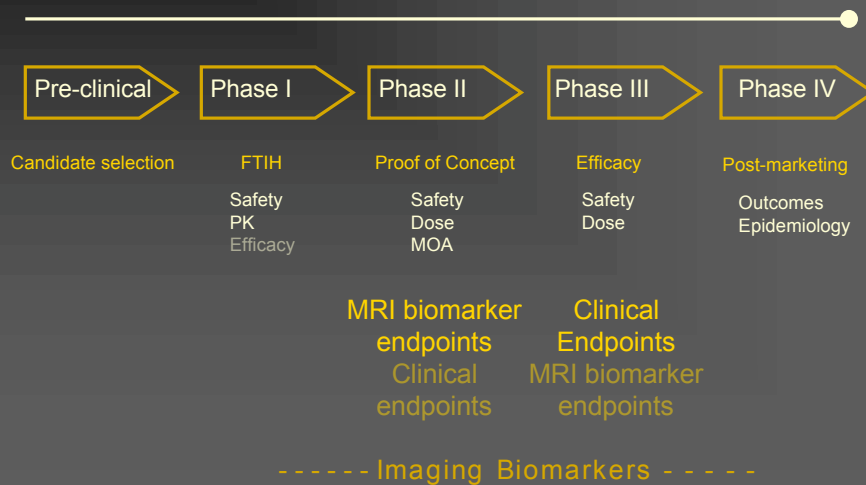 Pre-clinical
Phase I
Phase II
Phase III
Phase IV
Candidate selection
FTIH
Proof of Concept
Efficacy
Post-marketing
Safety
PK
Efficacy
Safety
Dose
MOA
Safety
Dose
Outcomes
Epidemiology
MRI biomarker
endpoints
Clinical
endpoints
Clinical
Endpoints
MRI biomarker
endpoints
- - - - - - Imaging Biomarkers - - - - -